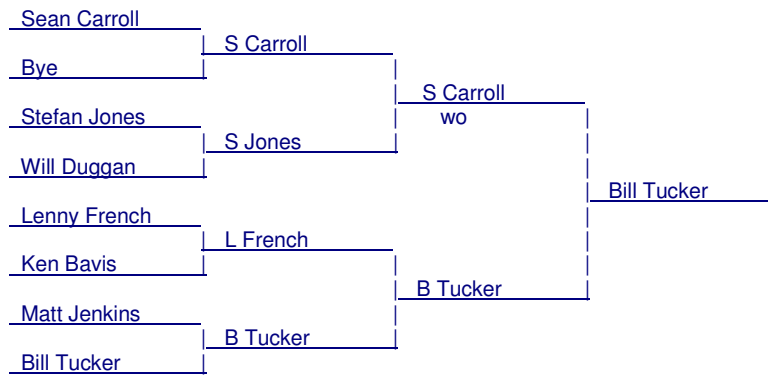 Sean Carroll
S Carroll
Bye
S Carroll
Stefan Jones
wo
S Jones
Will Duggan
Bill Tucker
Lenny French
L French
Ken Bavis
B Tucker
Matt Jenkins
B Tucker
Bill Tucker